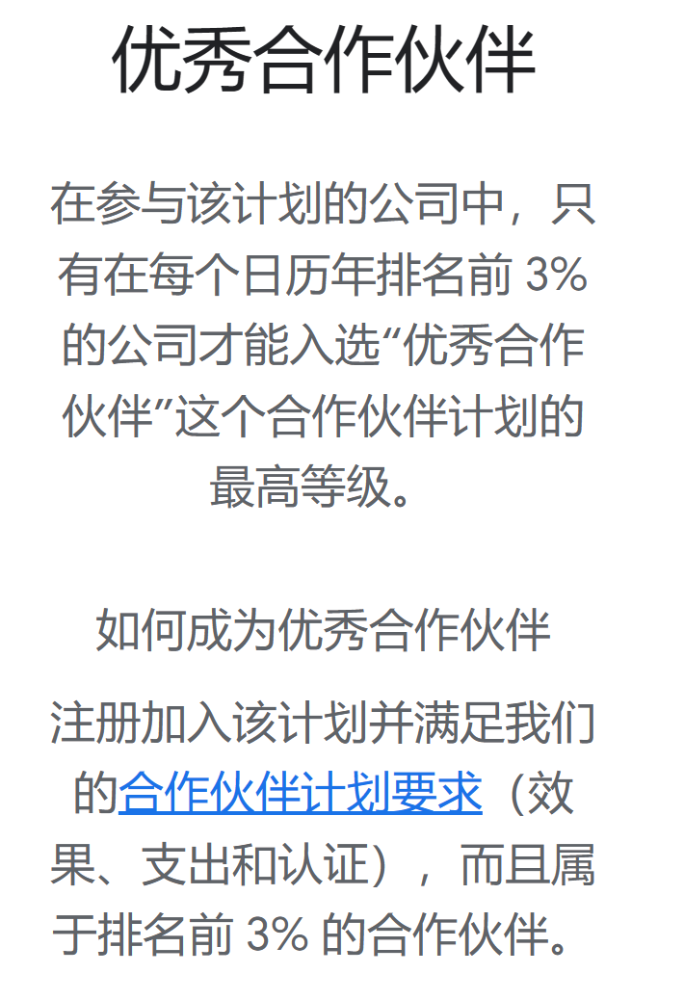 优秀合作伙伴
在参与该计划的公司中，只
有在每个日历年排名前 3%
的公司才能入选“优秀合作
伙伴”这个合作伙伴计划的
最高等级。
如何成为优秀合作伙伴
注册加入该计划并满足我们
的合作伙伴计划要求（效
果、支出和认证），而且属
于排名前 3% 的合作伙伴。